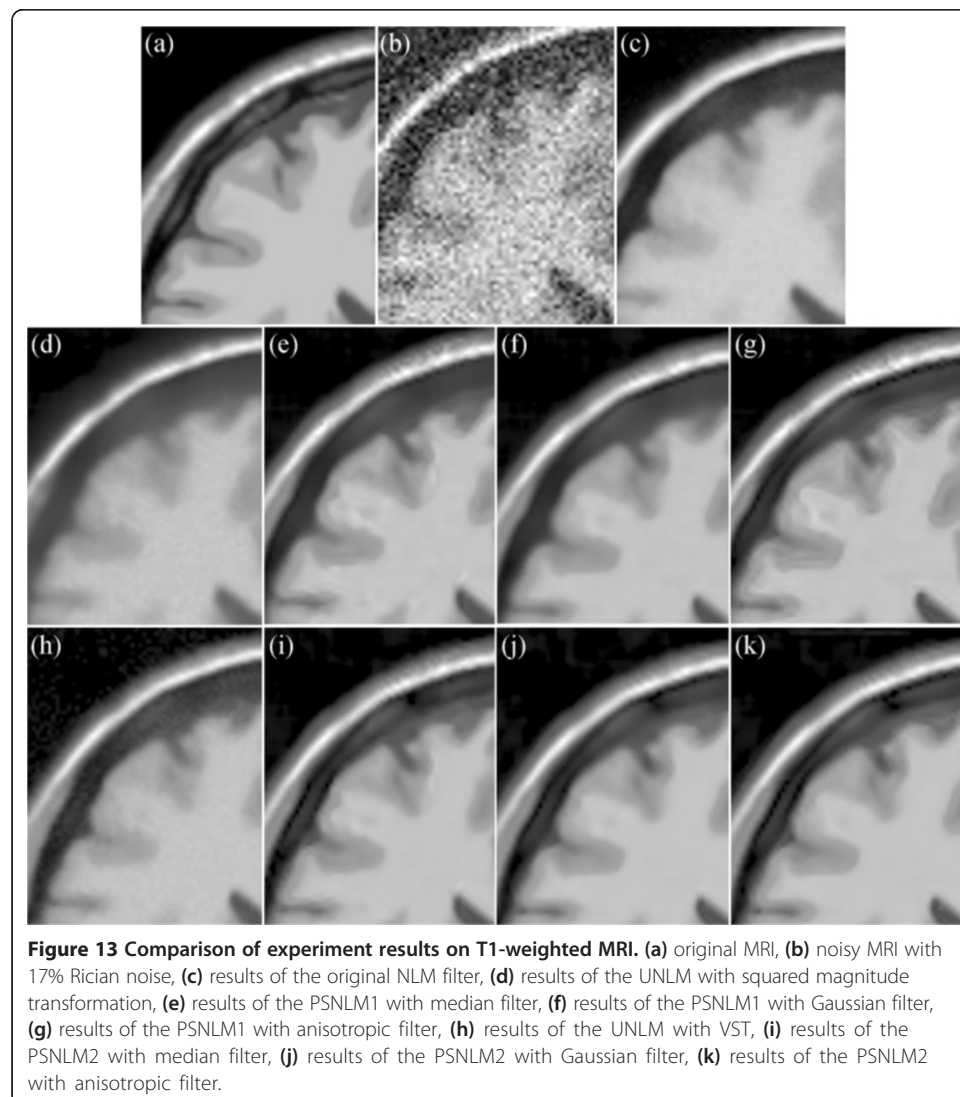 (a) (b) (c)
(d) (e) (f) (g)
(h) (i) (j) (k)
Figure 13 Comparison of experiment results on T1-weighted MRI. (a) original MRI, (b) noisy MRI with
17% Rician noise, (c) results of the original NLM filter, (d) results of the UNLM with squared magnitude
transformation, (e) results of the PSNLM1 with median filter, (f) results of the PSNLM1 with Gaussian filter,
(g) results of the PSNLM1 with anisotropic filter, (h) results of the UNLM with VST, (i) results of the
PSNLM2 with median filter, (j) results of the PSNLM2 with Gaussian filter, (k) results of the PSNLM2
with anisotropic filter.